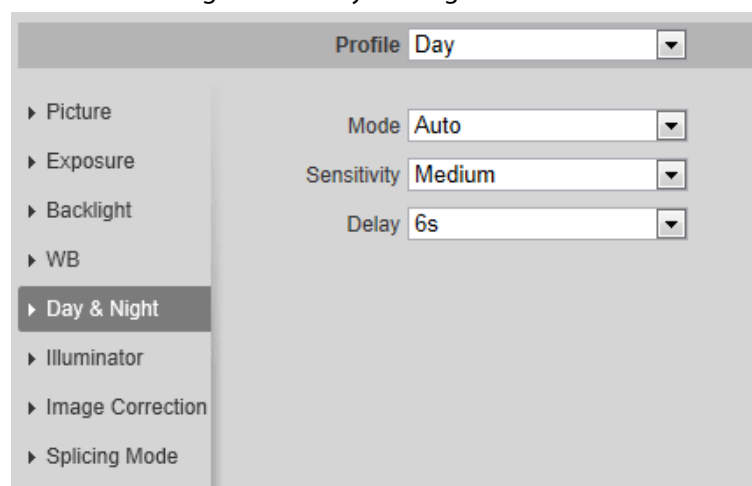 Profile Day
Picture
Mode Auto
Exposure
Sensitivity Medium
Backlight
Delay 6s
WB
Day & Night
Illuminator
Image Correction
Splicing Mode